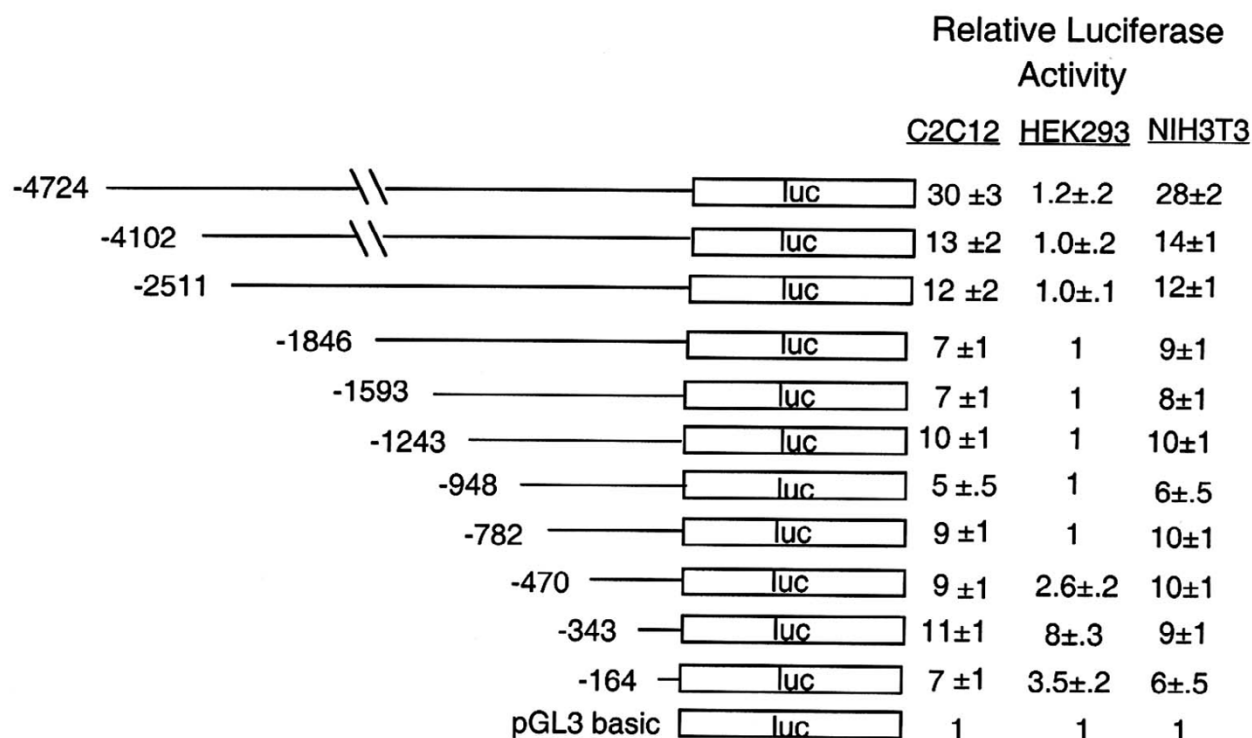 Relative Luciferase
Activity
C2C12 HEK293 NIH3T3
-4724 luc 30 ±3 1.2±.2 28±2
-4102 luc 13 ±2 1.0±.2 14±1
-2511 luc 12 ±2 1.0±.1 12±1
-1846 luc 7 ±1 1 9±1
-1593 luc 7 ±1 1 8±1
-1243 luc 10 ±1 1 10±1
-948 luc 5 ±.5 1 6±.5
-782 luc 9 ±1 1 10±1
-470 luc 9 ±1 2.6±.2 10±1
-343 luc 11±1 8±.3 9±1
-164 luc 7 ±1 3.5±.2 6±.5
pGL3 basic luc 1 1 1